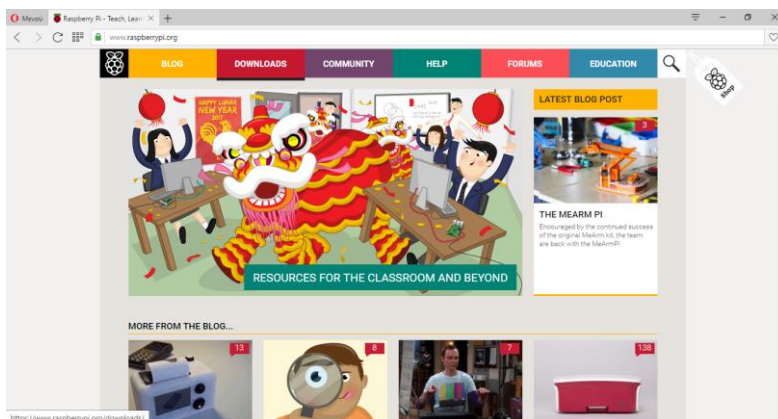 Μενού
Raspberry Pi - Teach, Lear
www.raspberrypi.org
BLOG
DOWNLOADS
COMMUNITY
HELP
FORUMS
EDUCATION
Shop
HAPPY LUNAR
NEW YEAR
2017
LATEST BLOG POST
3
THE MEARM PI
Encouraged by the continued success
of the original MeArm kit, the team
are back with the MeArmPi.
RESOURCES FOR THE CLASSROOM AND BEYOND
MORE FROM THE BLOG...
13
8
7
138
https://www.raspberrypi.org/downloads/